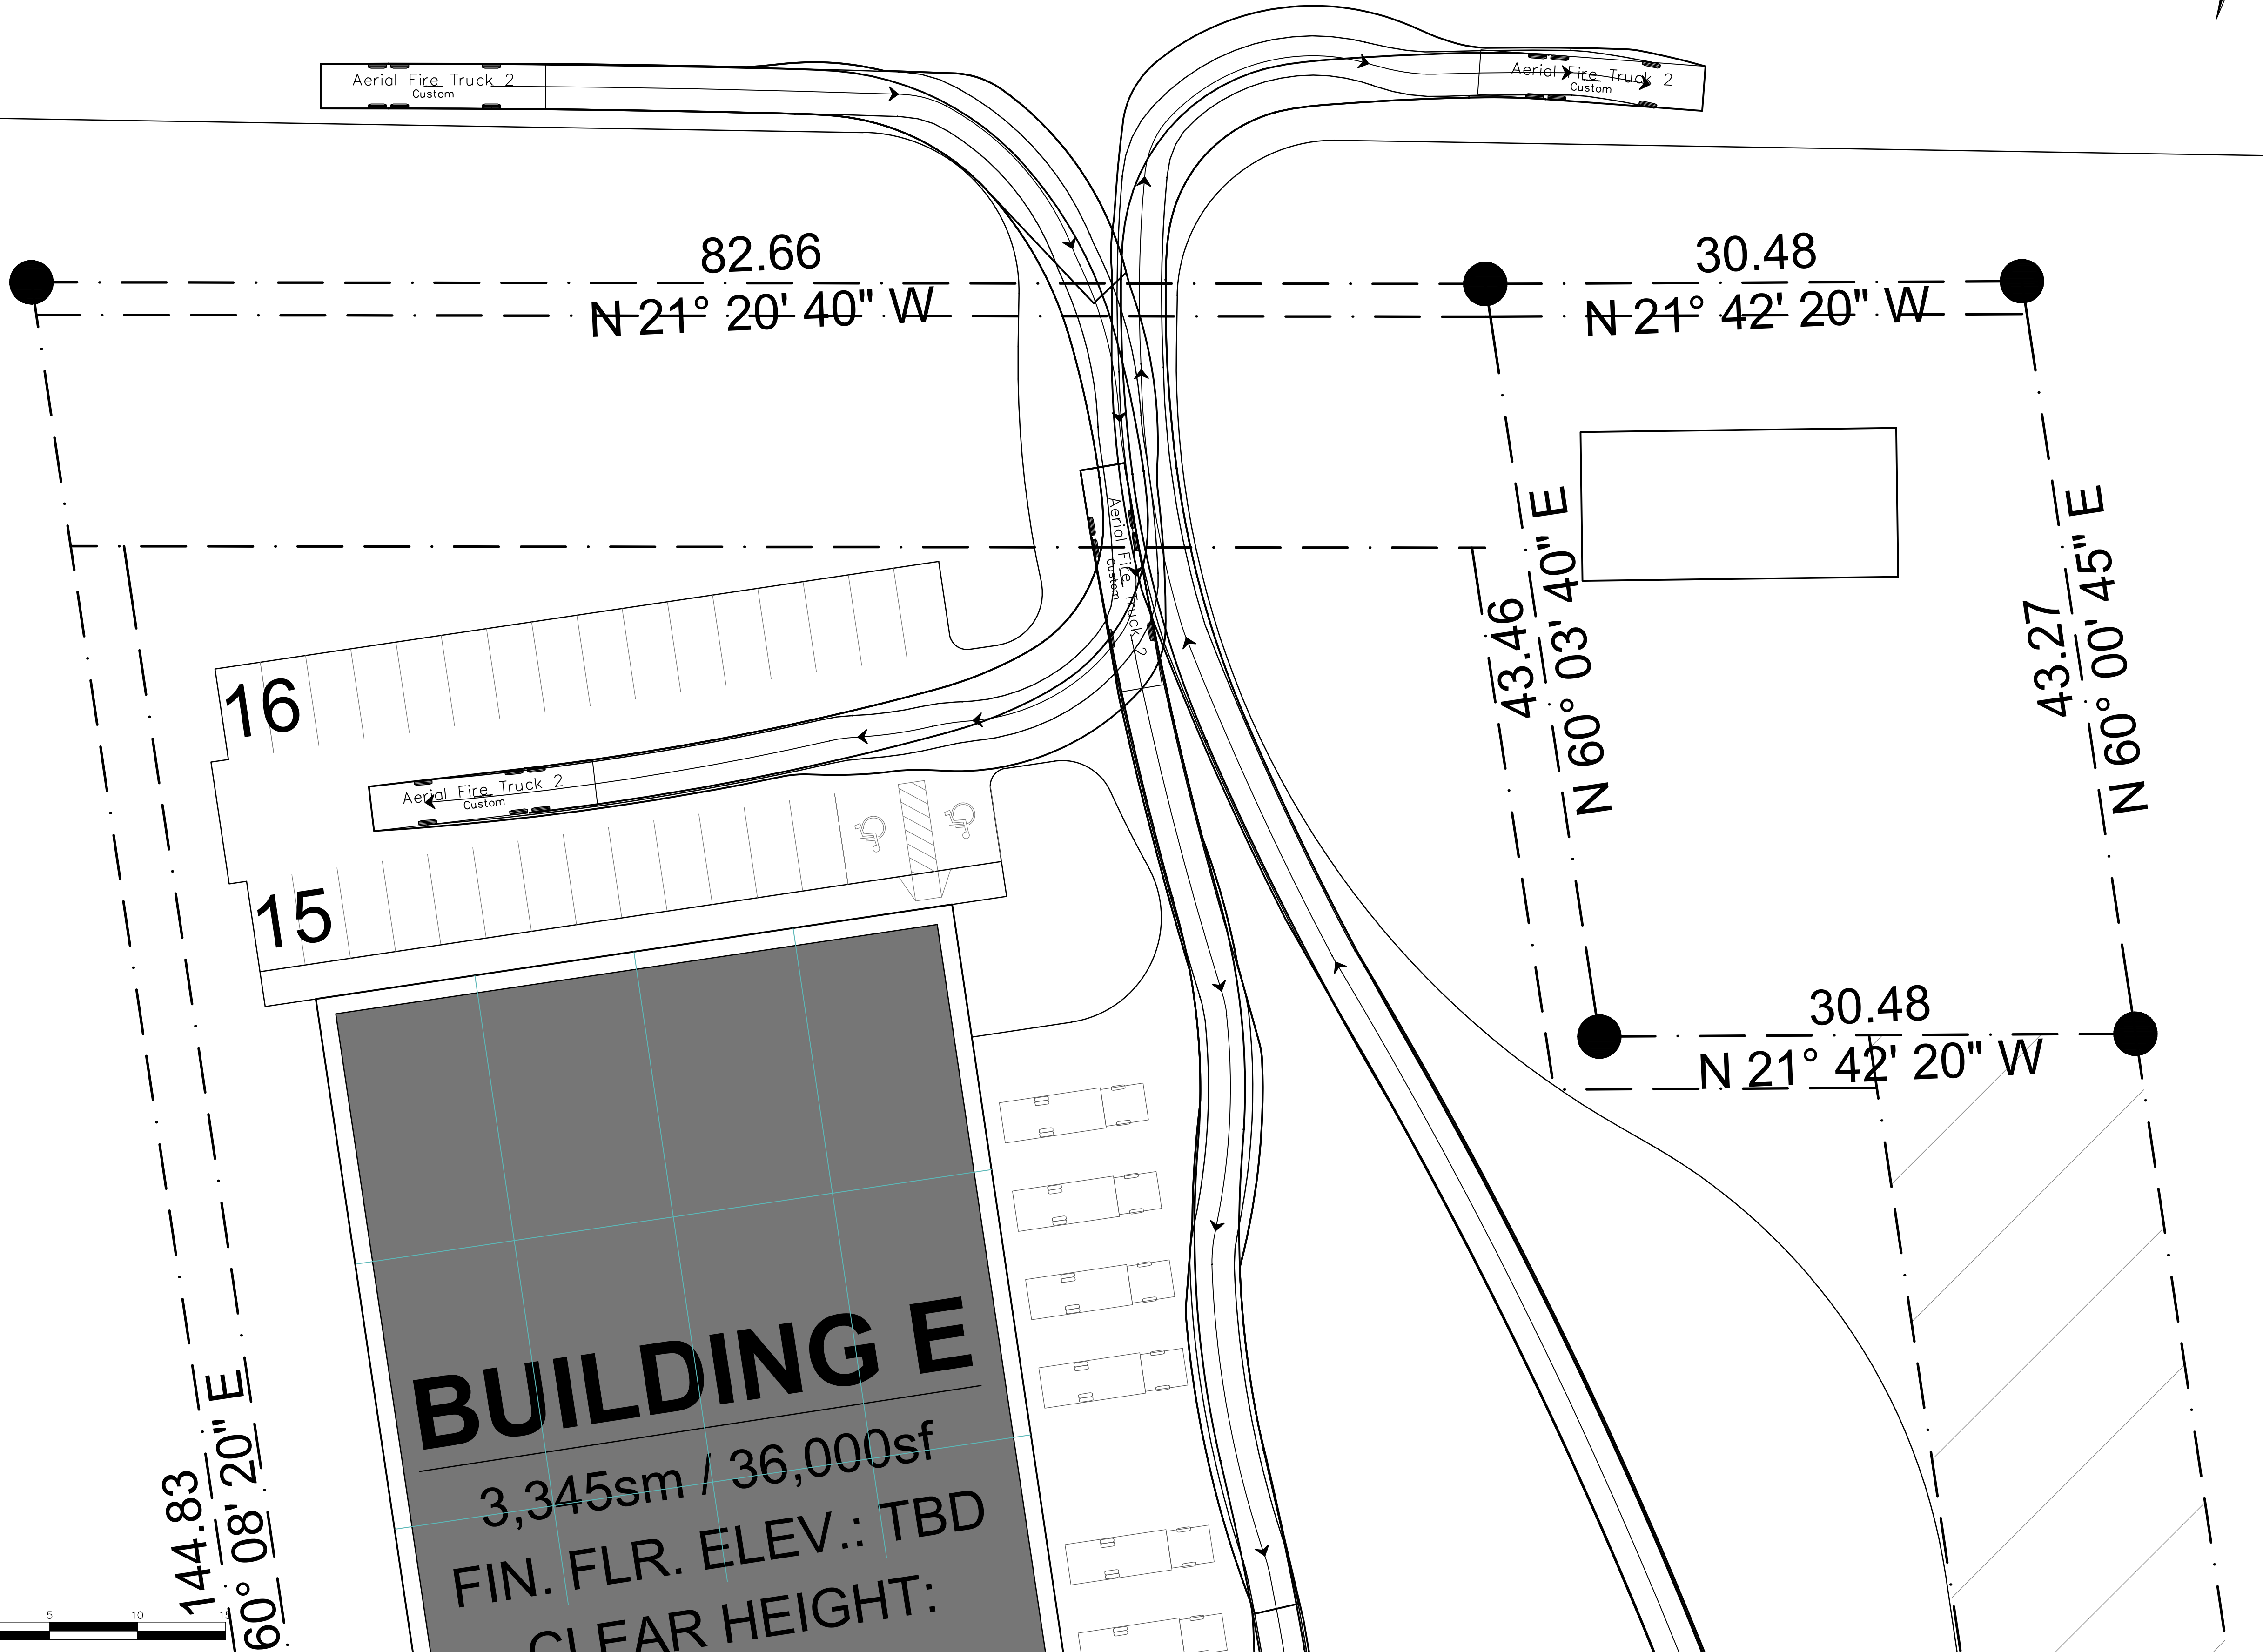 Aerial Fire Truck 2
Custom
Aerial Fire Truck 2
Custom
82.66
N 21° 20' 40" W
30.48
N 21° 42' 20" W
Aerial Fire Truck 2
Custom
43.46
N 60° 03' 40" E
43.27
N 60° 00' 45" E
16
Aerial Fire Truck 2
Custom
15
30.48
N 21° 42' 20" W
BUILDING E
3,345sm / 36,000sf
FIN. FLR. ELEV.: TBD
CLEAR HEIGHT:
144.83
60° 08' 20" E
5 10 15